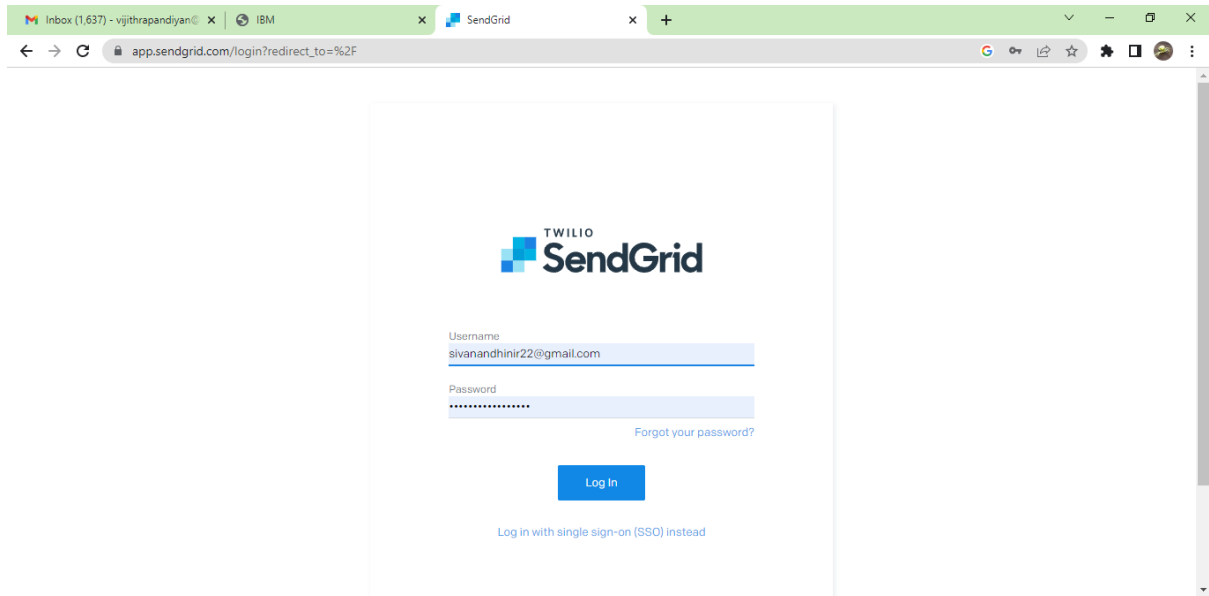 Inbox (1,637) - vijithrapandiyan@ IBM SendGrid
app.sendgrid.com/login?redirect_to=%2F
TWILIO
SendGrid
Username
sivanandhinir22@gmail.com
Password
•••••••••••••••••
Forgot your password?
Log In
Log in with single sign-on (SSO) instead